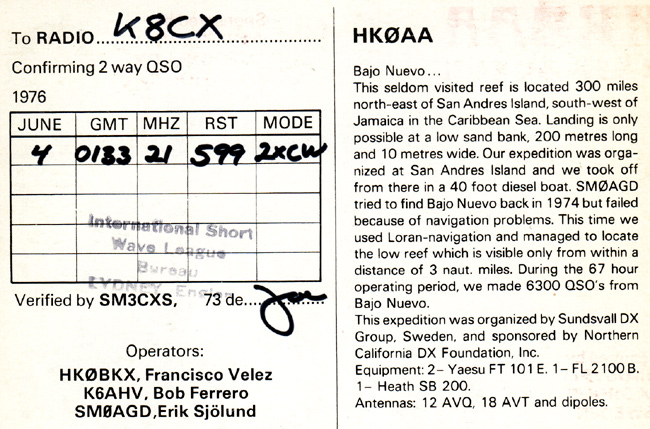 To RADIO K8CX
Confirming 2 way QSO
1976
JUNE GMT MHZ RST MODE
4 0133 21 599 2XCW
International Short
Wave League
Bureau
LYDNEY, Englan
Verified by SM3CXS, 73 de....
Operators:
HKØBKX, Francisco Velez
K6AHV, Bob Ferrero
SMØAGD,Erik Sjölund
HKØAA
Bajo Nuevo...
This seldom visited reef is located 300 miles
north-east of San Andres Island, south-west of
Jamaica in the Caribbean Sea. Landing is only
possible at a low sand bank, 200 metres long
and 10 metres wide. Our expedition was orga-
nized at San Andres Island and we took off
from there in a 40 foot diesel boat. SMØAGD
tried to find Bajo Nuevo back in 1974 but failed
because of navigation problems. This time we
used Loran-navigation and managed to locate
the low reef which is visible only from within a
distance of 3 naut. miles. During the 67 hour
operating period, we made 6300 QSO's from
Bajo Nuevo.
This expedition was organized by Sundsvall DX
Group, Sweden, and sponsored by Northern
California DX Foundation, Inc.
Equipment: 2– Yaesu FT 101 E. 1– FL 2100 B.
1– Heath SB 200.
Antennas: 12 AVQ, 18 AVT and dipoles.